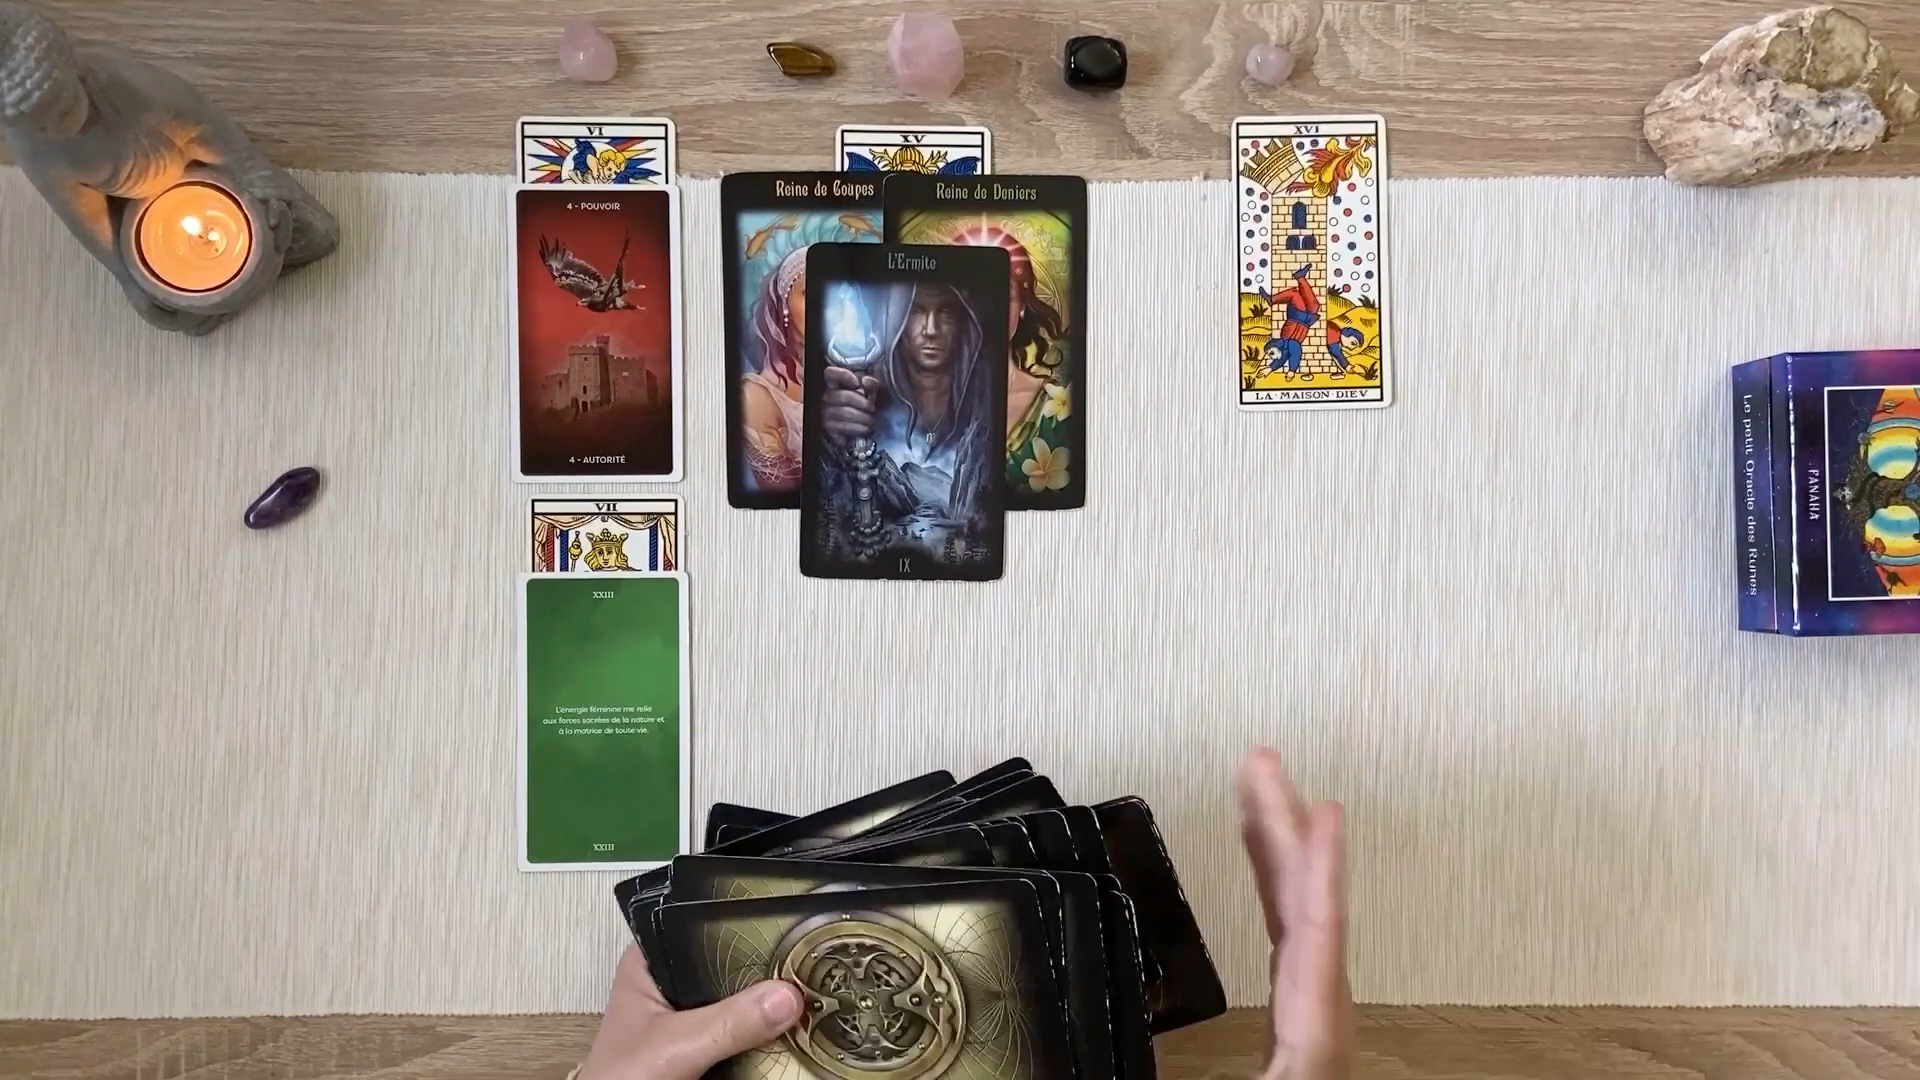 VI
4 - POUVOIR
4 - AUTORITÉ
VII
XXIII
L'énergie féminine me relie
aux forces sacrées de la nature et
à la matrice de toute vie.
XXIII
XV
Reine de Coupes
Reine de Deniers
L'Ermite
IX
XVI
LA·MAISON·DIEV
Le petit Oracle des Runes
FANAHA